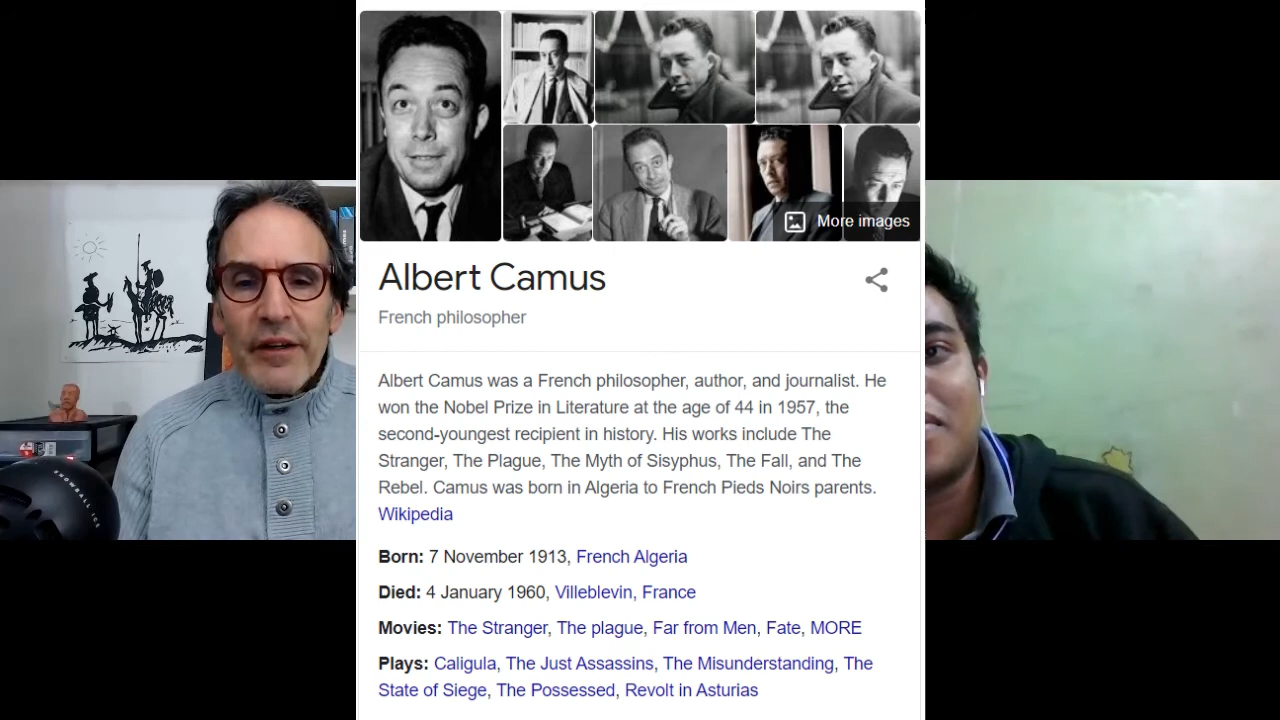 More images
Albert Camus
French philosopher
Albert Camus was a French philosopher, author, and journalist. He
won the Nobel Prize in Literature at the age of 44 in 1957, the
second-youngest recipient in history. His works include The
Stranger, The Plague, The Myth of Sisyphus, The Fall, and The
Rebel. Camus was born in Algeria to French Pieds Noirs parents.
Wikipedia
Born: 7 November 1913, French Algeria
Died: 4 January 1960, Villeblevin, France
Movies: The Stranger, The plague, Far from Men, Fate, MORE
Plays: Caligula, The Just Assassins, The Misunderstanding, The
State of Siege, The Possessed, Revolt in Asturias
SNOWBALL ICE